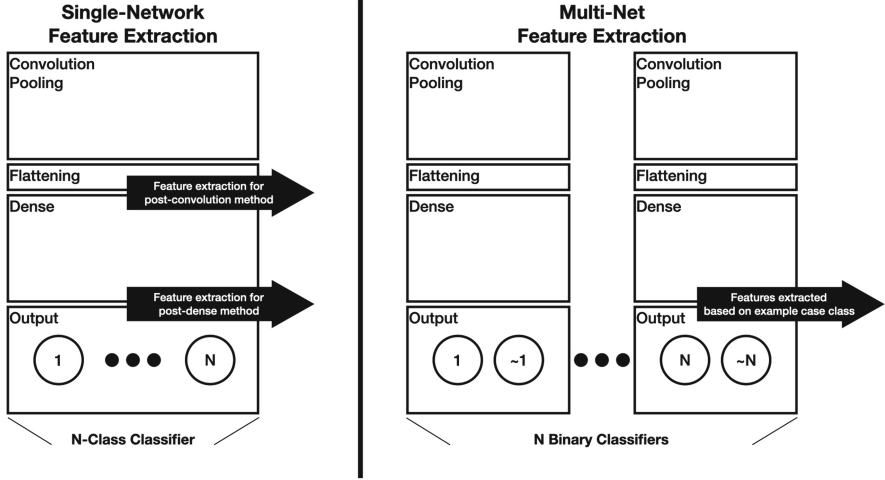 Single-Network
Feature Extraction
Convolution
Pooling
Flattening
Feature extraction for
post-convolution method
Dense
Feature extraction for
post-dense method
Output
1
N
N-Class Classifier
Multi-Net
Feature Extraction
Convolution
Pooling
Flattening
Dense
Output
1
~1
Convolution
Pooling
Flattening
Dense
Features extracted
based on example case class
Output
N
~N
N Binary Classifiers